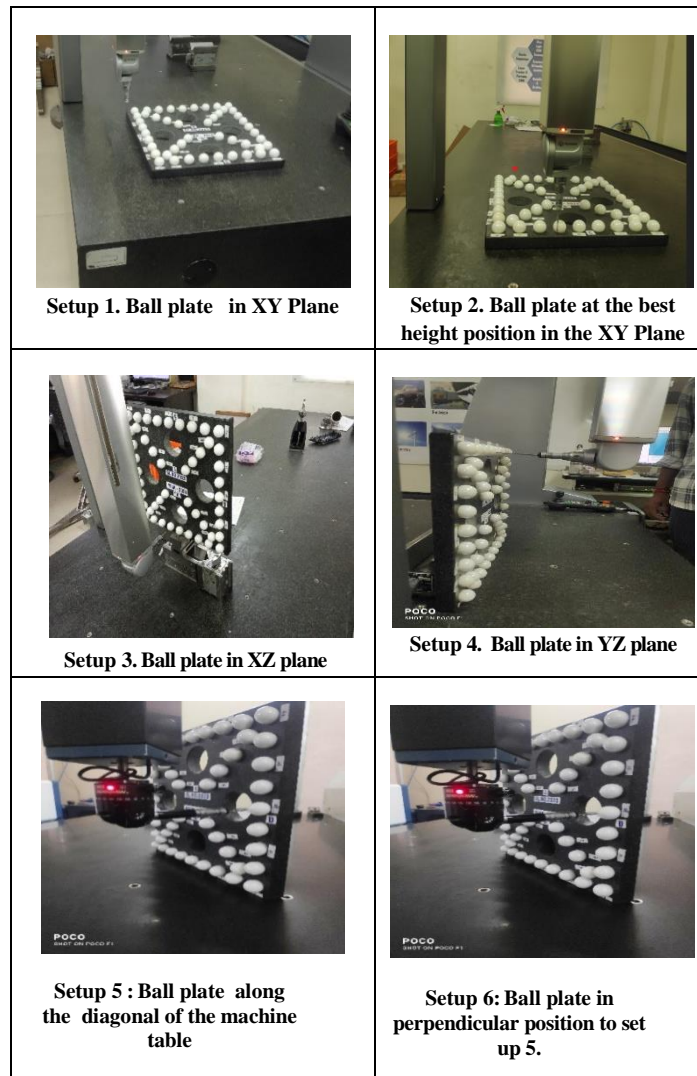 Setup 1. Ball plate in XY Plane
Setup 2. Ball plate at the best
height position in the XY Plane
Setup 3. Ball plate in XZ plane
POCO
SHOT ON POCO F1
Setup 4. Ball plate in YZ plane
POCO
SHOT ON POCO F1
POCO
SHOT ON POCO F1
Setup 5 : Ball plate along
the diagonal of the machine
table
Setup 6: Ball plate in
perpendicular position to set
up 5.